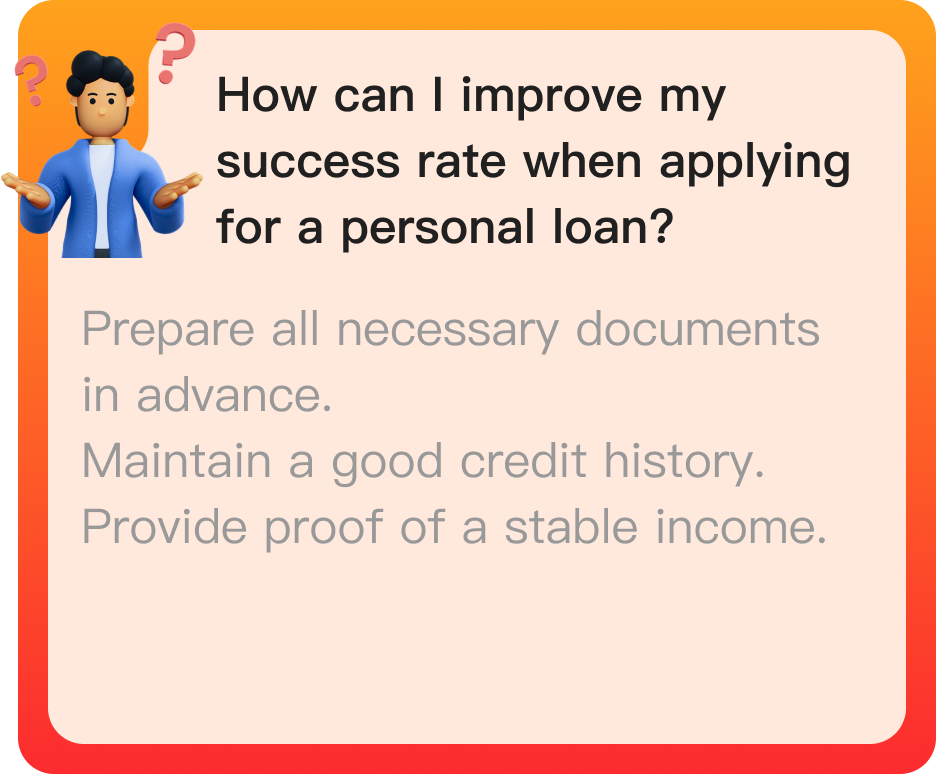 How can I improve my
success rate when applying
for a personal loan?
Prepare all necessary documents
in advance.
Maintain a good credit history.
Provide proof of a stable income.